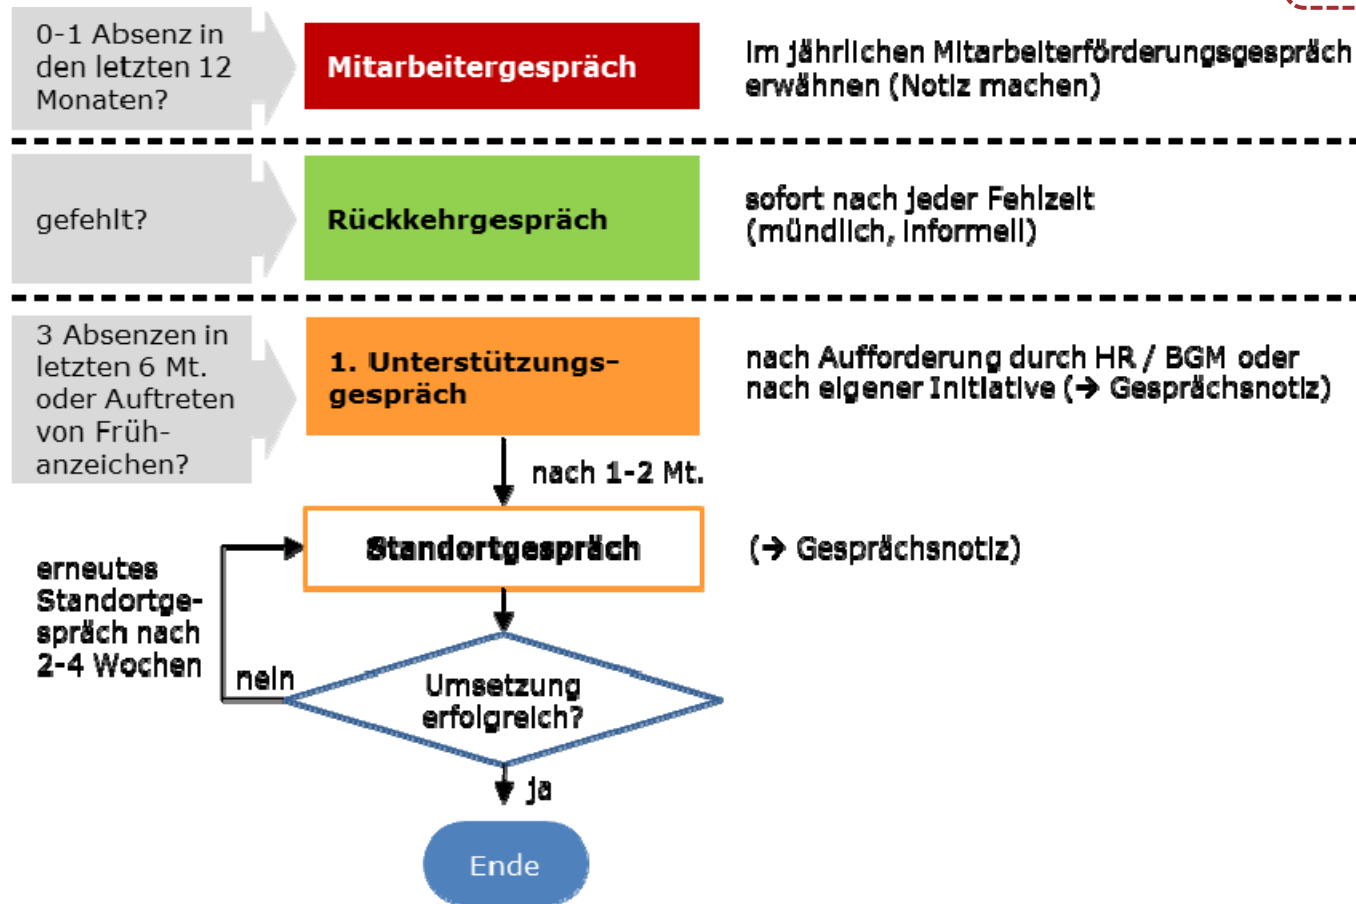 0-1 Absenz in
den letzten 12
Monaten?
Mitarbeitergespräch
im jährlichen Mitarbeiterförderungsgespräch
erwähnen (Notiz machen)
gefehlt?
Rückkehrgespräch
sofort nach jeder Fehlzeit
(mündlich, informell)
3 Absenzen in
letzten 6 Mt.
oder Auftreten
von Früh-
anzeichen?
1. Unterstützungs-
gespräch
nach Aufforderung durch HR / BGM oder
nach eigener Initiative (→ Gesprächsnotiz)
nach 1-2 Mt.
Standortgespräch
(→ Gesprächsnotiz)
erneutes
Standortge-
spräch nach
2-4 Wochen
nein
Umsetzung
erfolgreich?
ja
Ende